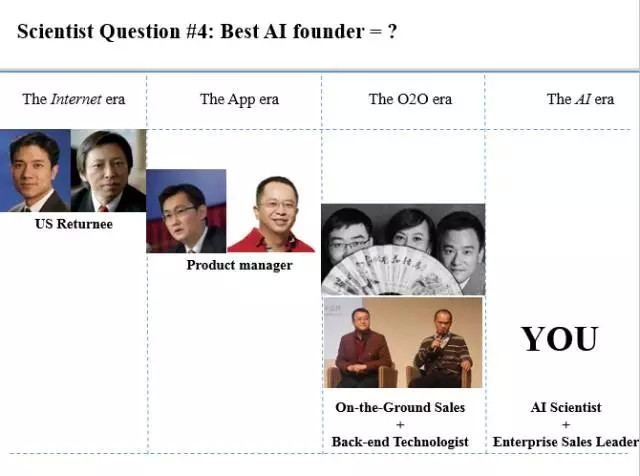 Scientist Question #4: Best AI founder = ?
The Internet era
The App era
The O2O era
The AI era
US Returnee
Product manager
On-the-Ground Sales
+
Back-end Technologist
YOU
AI Scientist
+
Enterprise Sales Leader